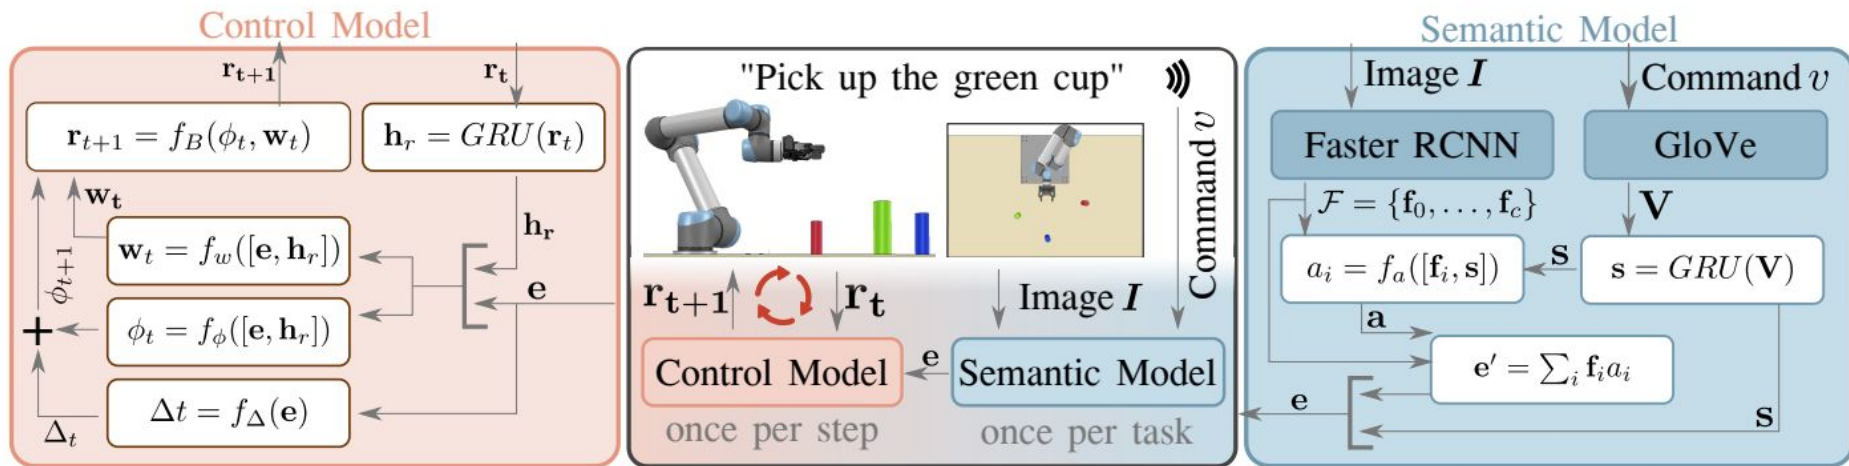 Control Model
r_{t+1}
r_t
r_{t+1} = f_B(ϕ_t, w_t)
h_r = GRU(r_t)
w_t
h_r
w_t = f_w([e, h_r])
e
ϕ_{t+1}
ϕ_t = f_ϕ([e, h_r])
+
Δt = f_Δ(e)
Δ_t
"Pick up the green cup"
Command v
r_{t+1}
r_t
Image I
Control Model
e
Semantic Model
once per step
once per task
Semantic Model
Image I
Command v
Faster RCNN
GloVe
F = {f_0, . . . , f_c}
V
a_i = f_a([f_i, s])
s
s = GRU(V)
a
e′ = ∑_i f_i a_i
e
s